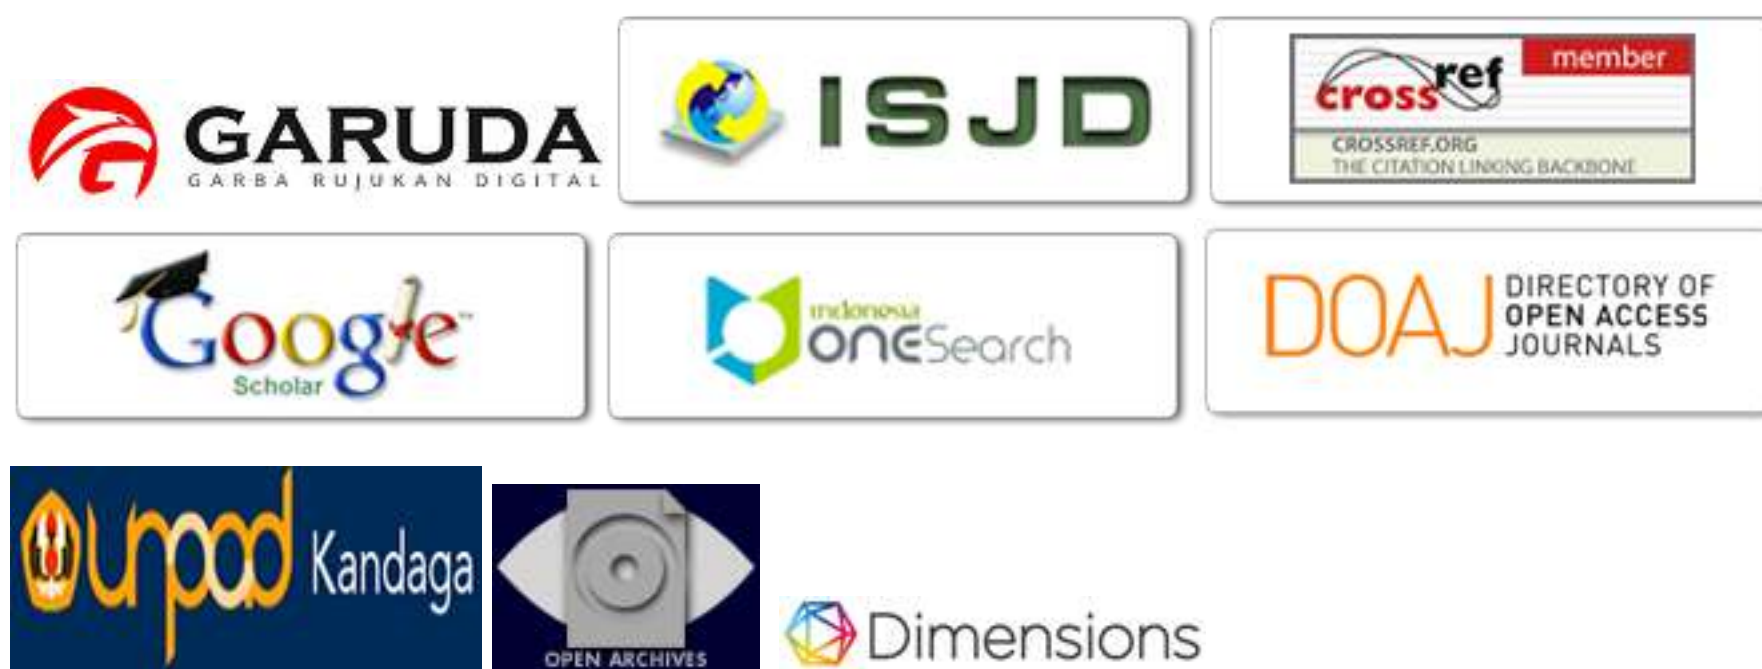 GARUDA
GARBA RUJUKAN DIGITAL
ISJD
member
crossref
CROSSREF.ORG
THE CITATION LINKING BACKBONE
Google™
Scholar
indonesia
oneSearch
DOAJ
DIRECTORY OF
OPEN ACCESS
JOURNALS
unpad Kandaga
OPEN ARCHIVES
Dimensions